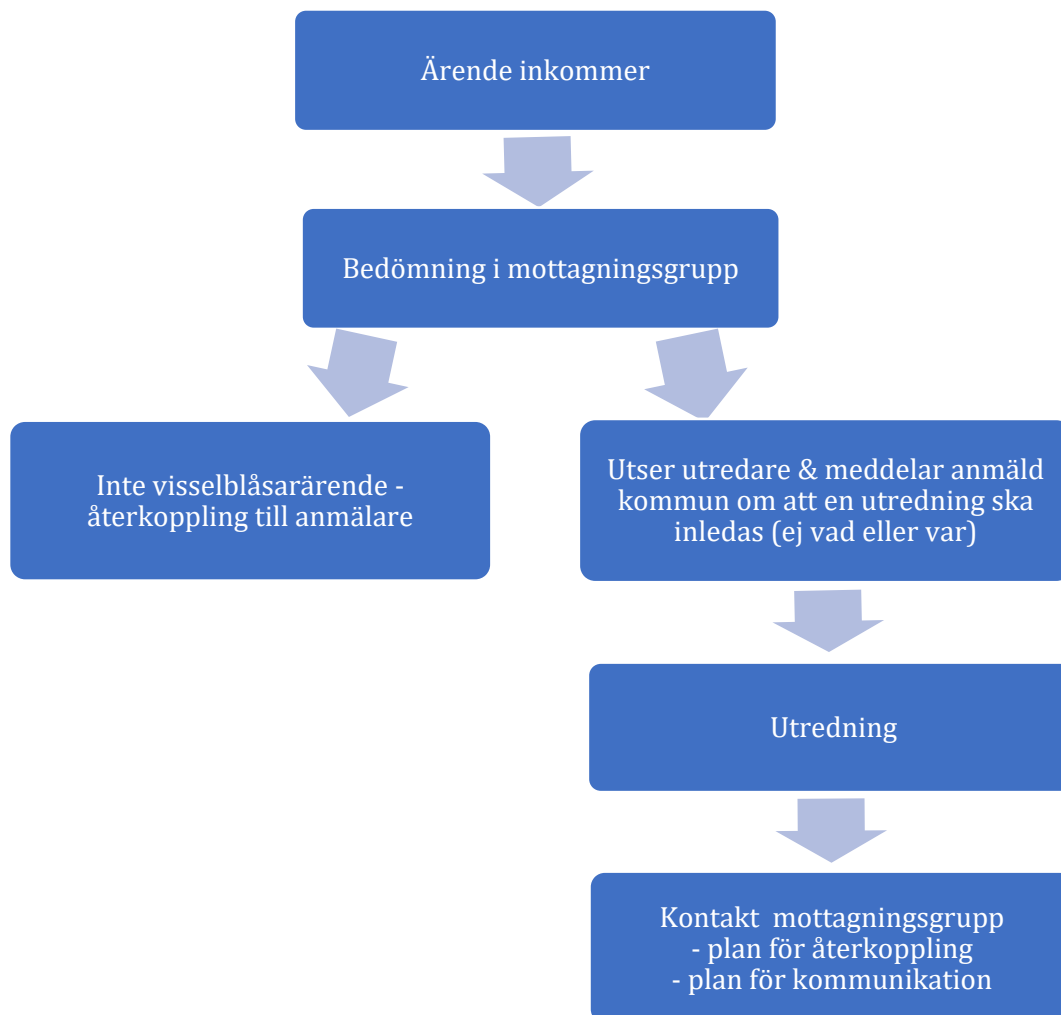 Ärende inkommer
Bedömning i mottagningsgrupp
Inte visselblåsarärende -
återkoppling till anmälare
Utser utredare & meddelar anmäld
kommun om att en utredning ska
inledas (ej vad eller var)
Utredning
Kontakt mottagningsgrupp
- plan för återkoppling
- plan för kommunikation